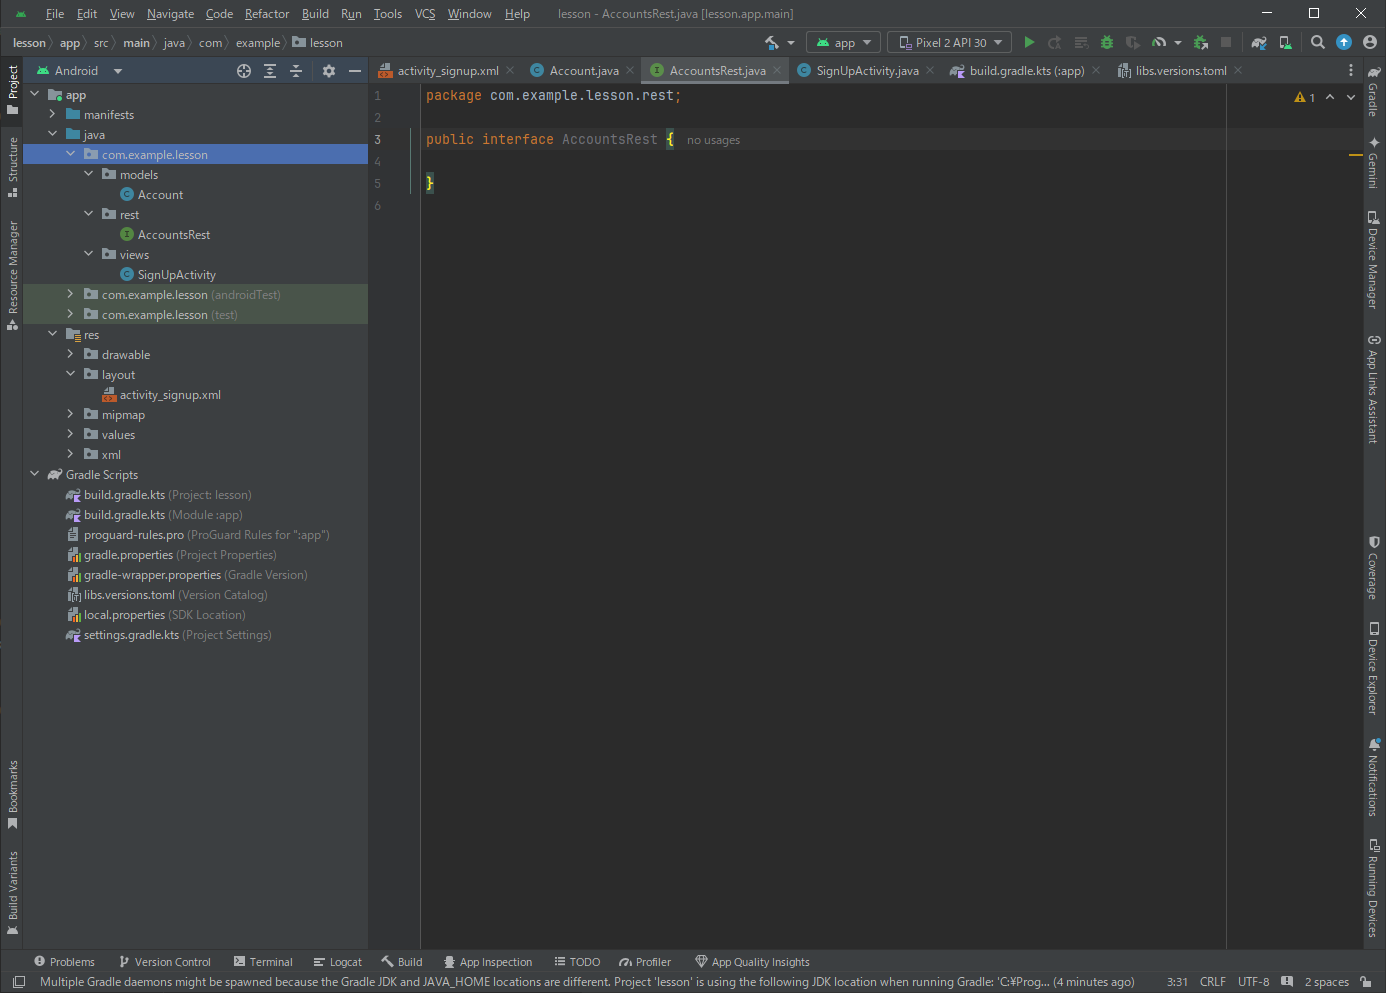 File Edit View Navigate Code Refactor Build Run Tools VCS Window Help lesson - AccountsRest.java [lesson.app.main]
lesson app src main java com example lesson app Pixel 2 API 30
Android
activity_signup.xml Account.java AccountsRest.java SignUpActivity.java build.gradle.kts (:app) libs.versions.toml
Project
Structure
Resource Manager
Bookmarks
Build Variants
app
manifests
java
com.example.lesson
models
Account
rest
AccountsRest
views
SignUpActivity
com.example.lesson (androidTest)
com.example.lesson (test)
res
drawable
layout
activity_signup.xml
mipmap
values
xml
Gradle Scripts
build.gradle.kts (Project: lesson)
build.gradle.kts (Module :app)
proguard-rules.pro (ProGuard Rules for ":app")
gradle.properties (Project Properties)
gradle-wrapper.properties (Gradle Version)
libs.versions.toml (Version Catalog)
local.properties (SDK Location)
settings.gradle.kts (Project Settings)
1 package com.example.lesson.rest; 1
2
3 public interface AccountsRest { no usages
4
5 }
6
Gradle
Gemini
Device Manager
App Links Assistant
Coverage
Device Explorer
Notifications
Running Devices
Problems Version Control Terminal Logcat Build App Inspection TODO Profiler App Quality Insights
Multiple Gradle daemons might be spawned because the Gradle JDK and JAVA_HOME locations are different. Project 'lesson' is using the following JDK location when running Gradle: 'C:¥Prog... (4 minutes ago) 3:31 CRLF UTF-8 2 spaces